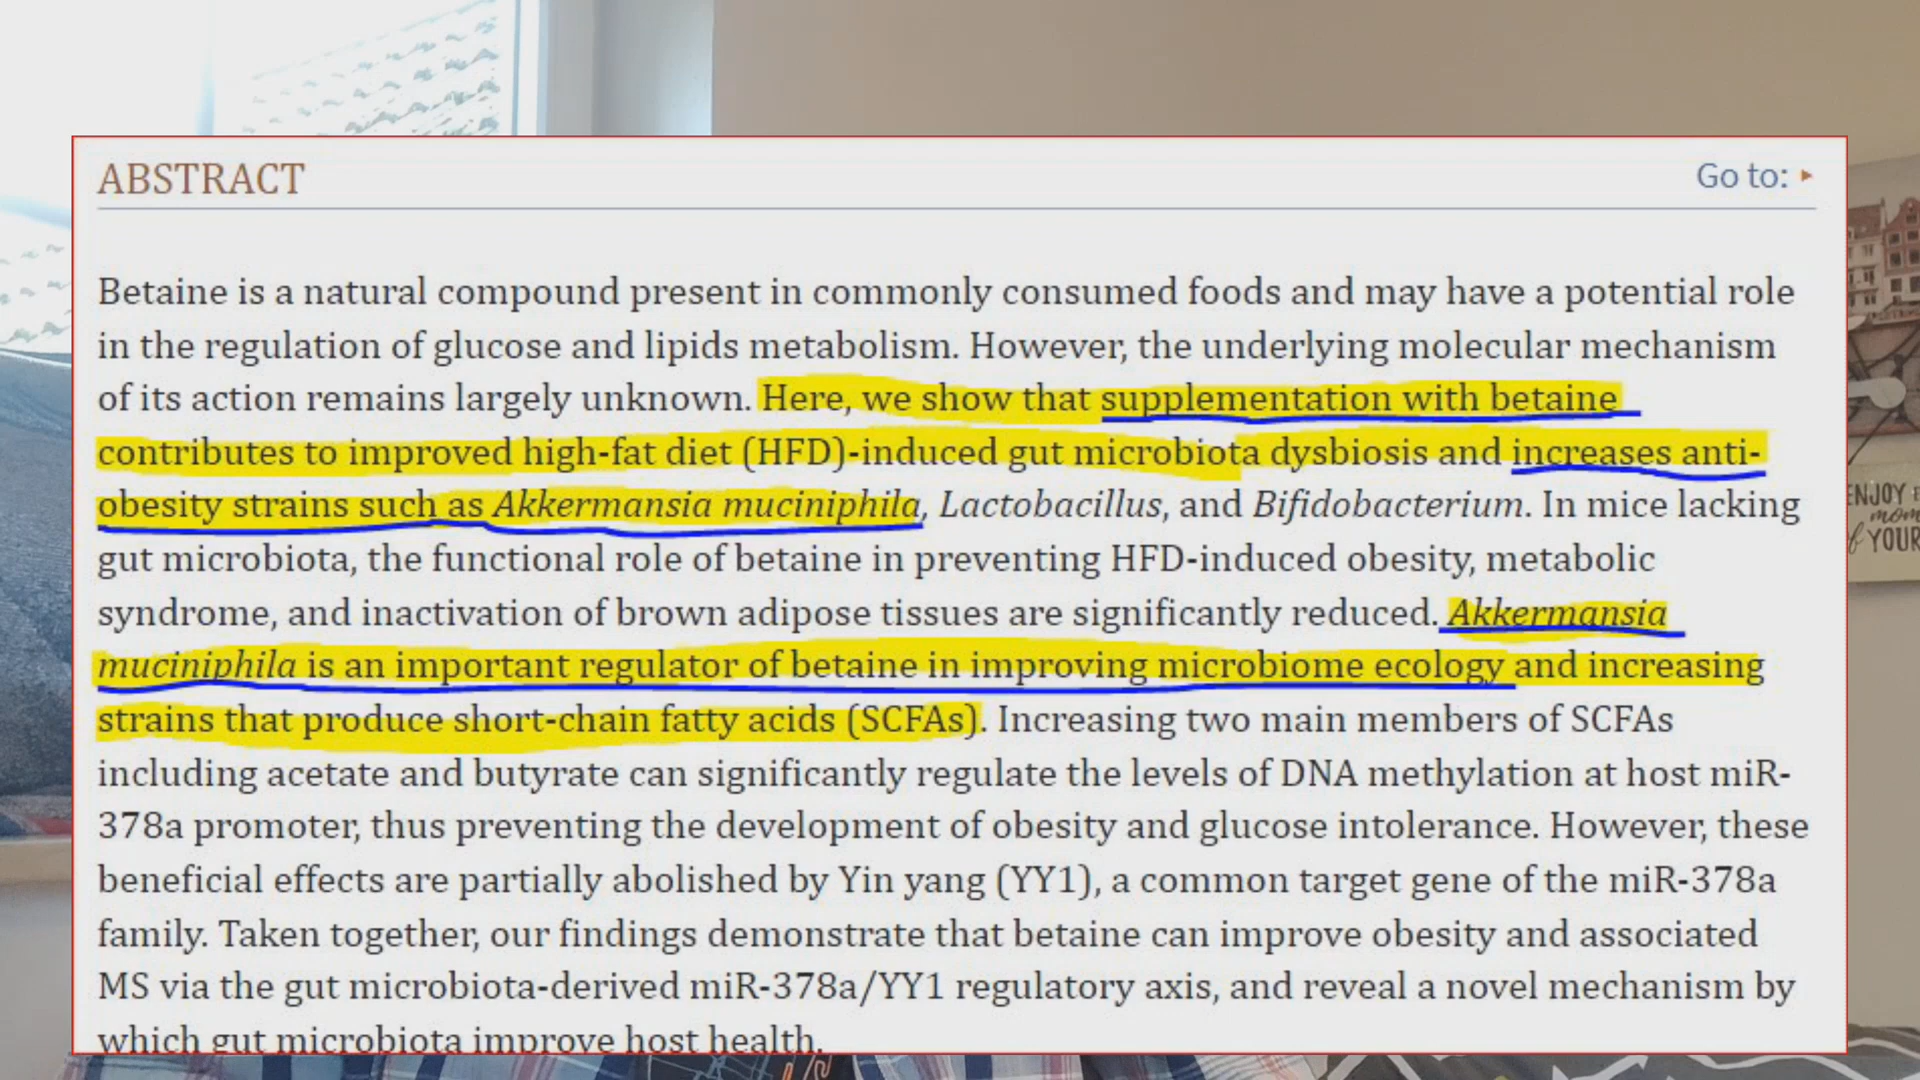 ABSTRACT
Go to:
Betaine is a natural compound present in commonly consumed foods and may have a potential role
in the regulation of glucose and lipids metabolism. However, the underlying molecular mechanism
of its action remains largely unknown. Here, we show that supplementation with betaine
contributes to improved high-fat diet (HFD)-induced gut microbiota dysbiosis and increases anti-
obesity strains such as Akkermansia muciniphila, Lactobacillus, and Bifidobacterium. In mice lacking
gut microbiota, the functional role of betaine in preventing HFD-induced obesity, metabolic
syndrome, and inactivation of brown adipose tissues are significantly reduced. Akkermansia
muciniphila is an important regulator of betaine in improving microbiome ecology and increasing
strains that produce short-chain fatty acids (SCFAs). Increasing two main members of SCFAs
including acetate and butyrate can significantly regulate the levels of DNA methylation at host miR-
378a promoter, thus preventing the development of obesity and glucose intolerance. However, these
beneficial effects are partially abolished by Yin yang (YY1), a common target gene of the miR-378a
family. Taken together, our findings demonstrate that betaine can improve obesity and associated
MS via the gut microbiota-derived miR-378a/YY1 regulatory axis, and reveal a novel mechanism by
which gut microbiota improve host health.
ENJOY
of YOUR